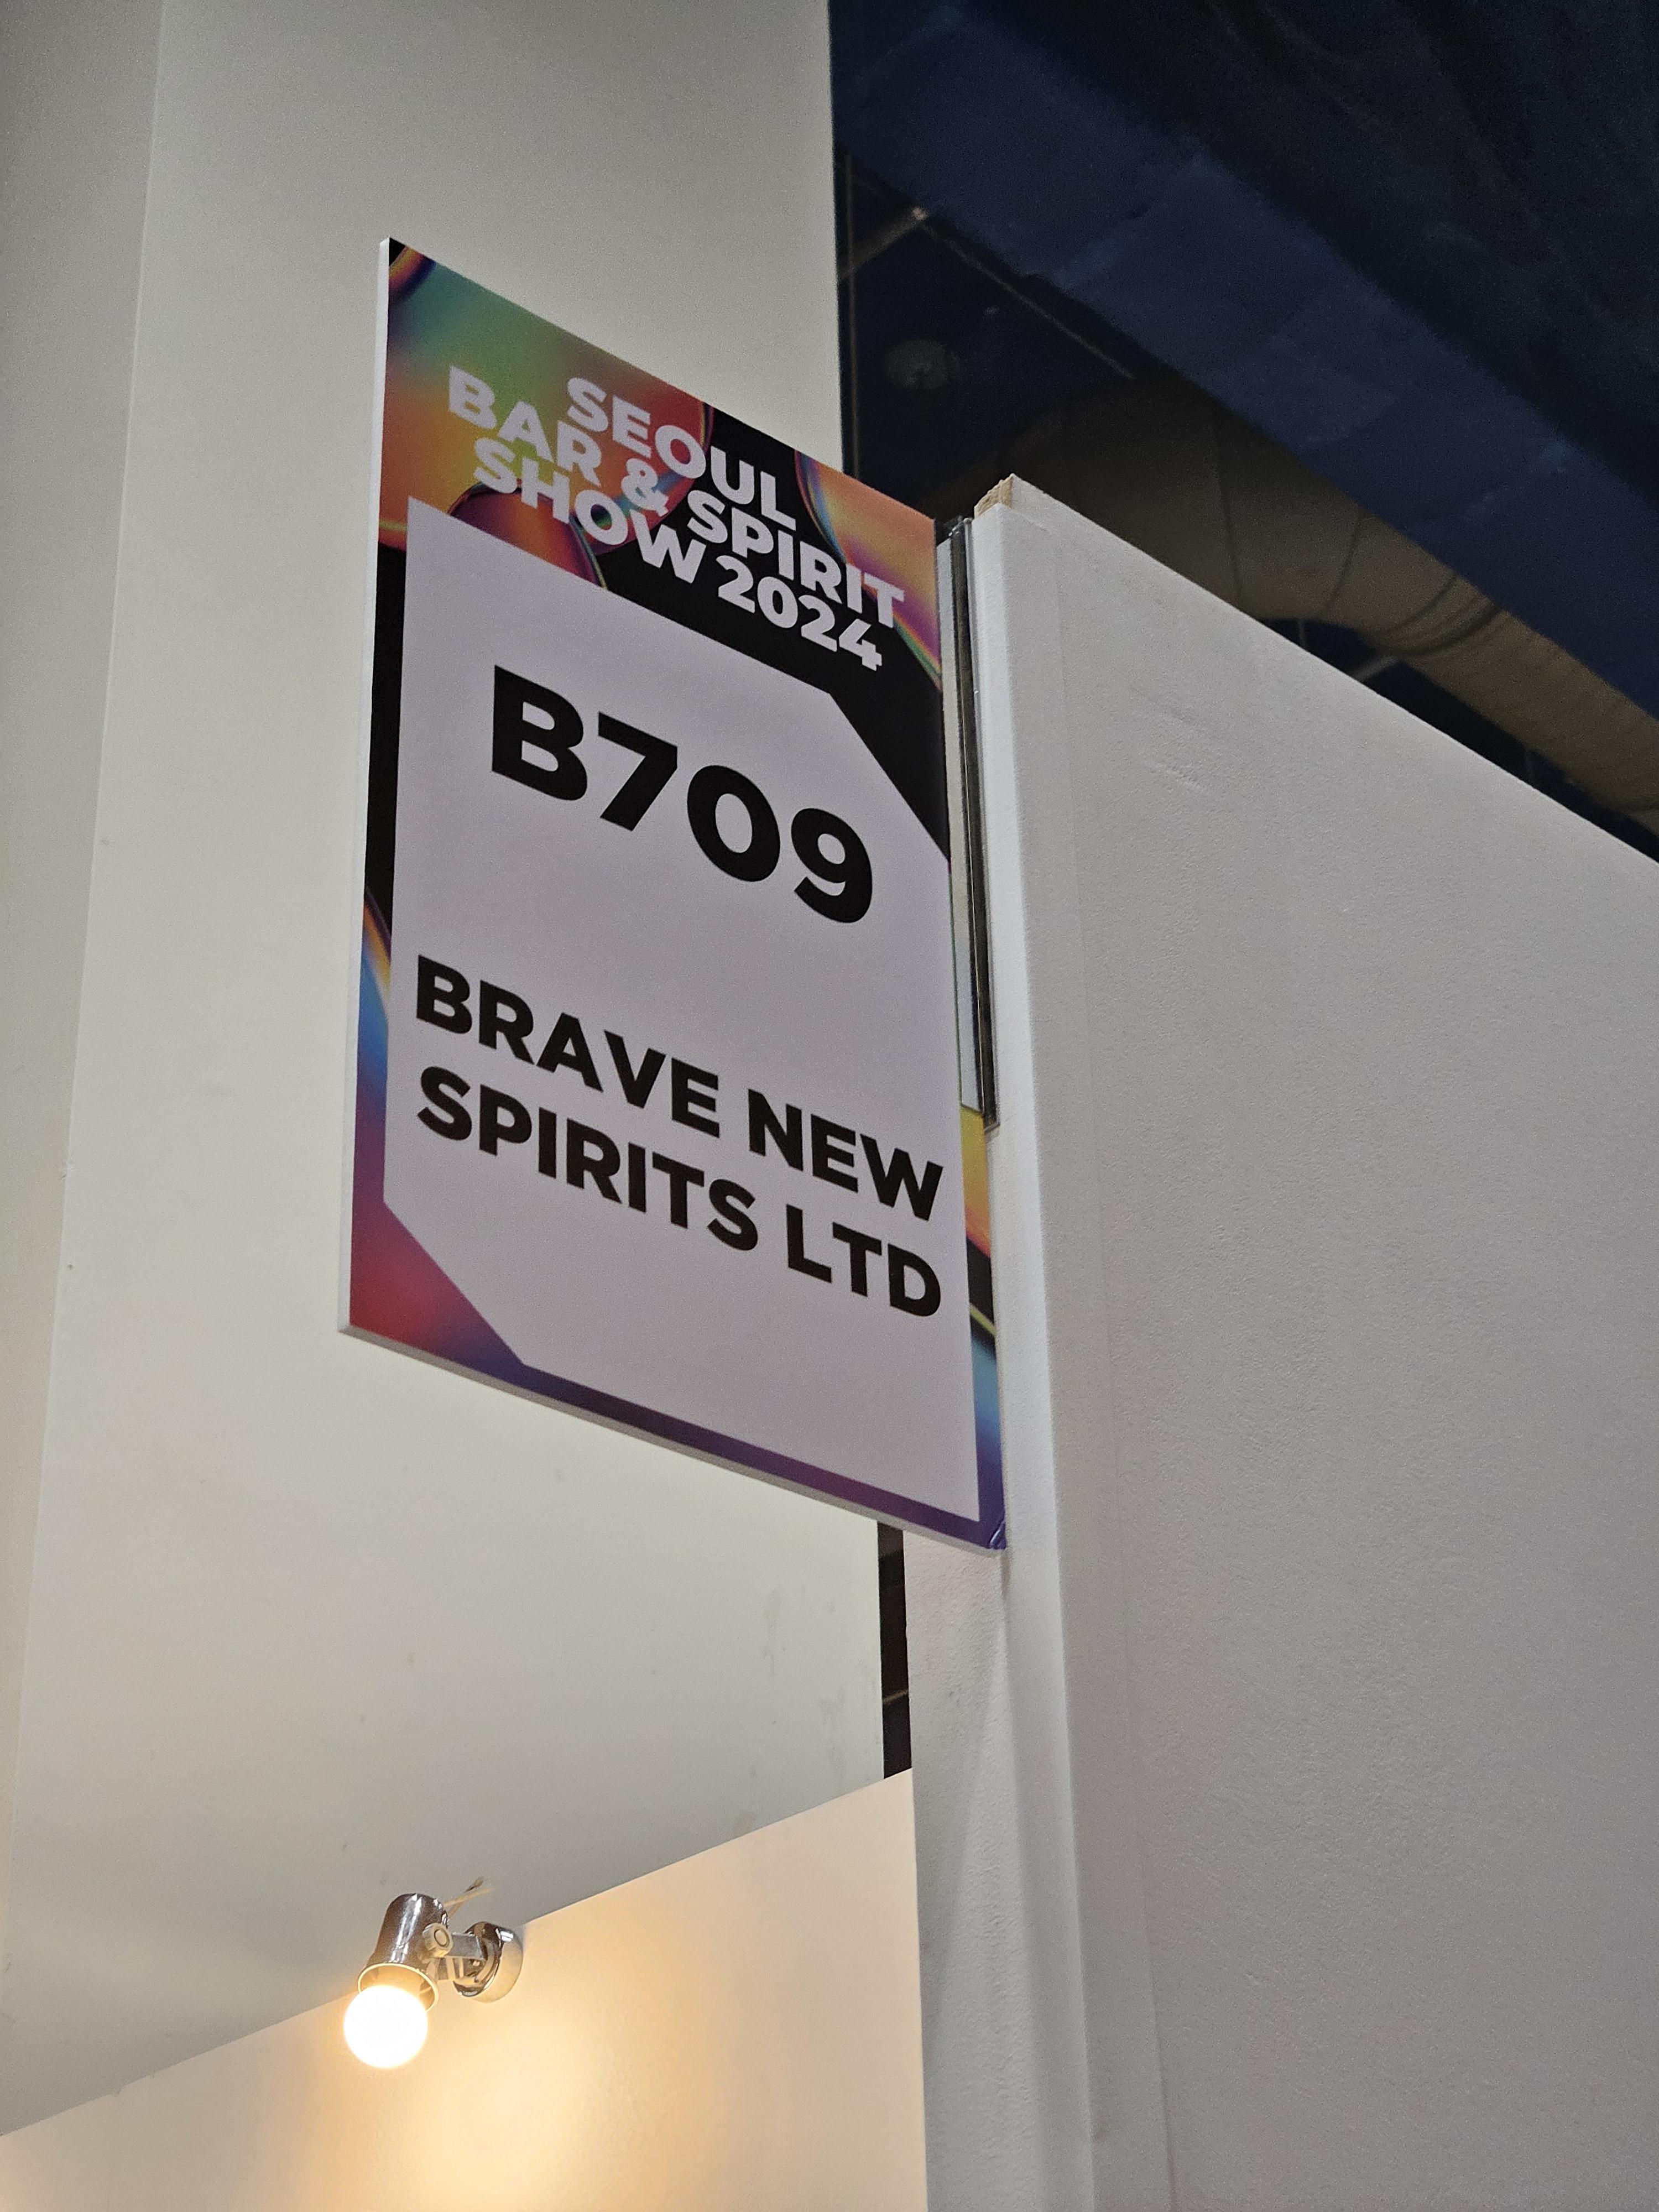 SEOUL
BAR & SPIRIT
SHOW 2024
B709
BRAVE NEW
SPIRITS LTD